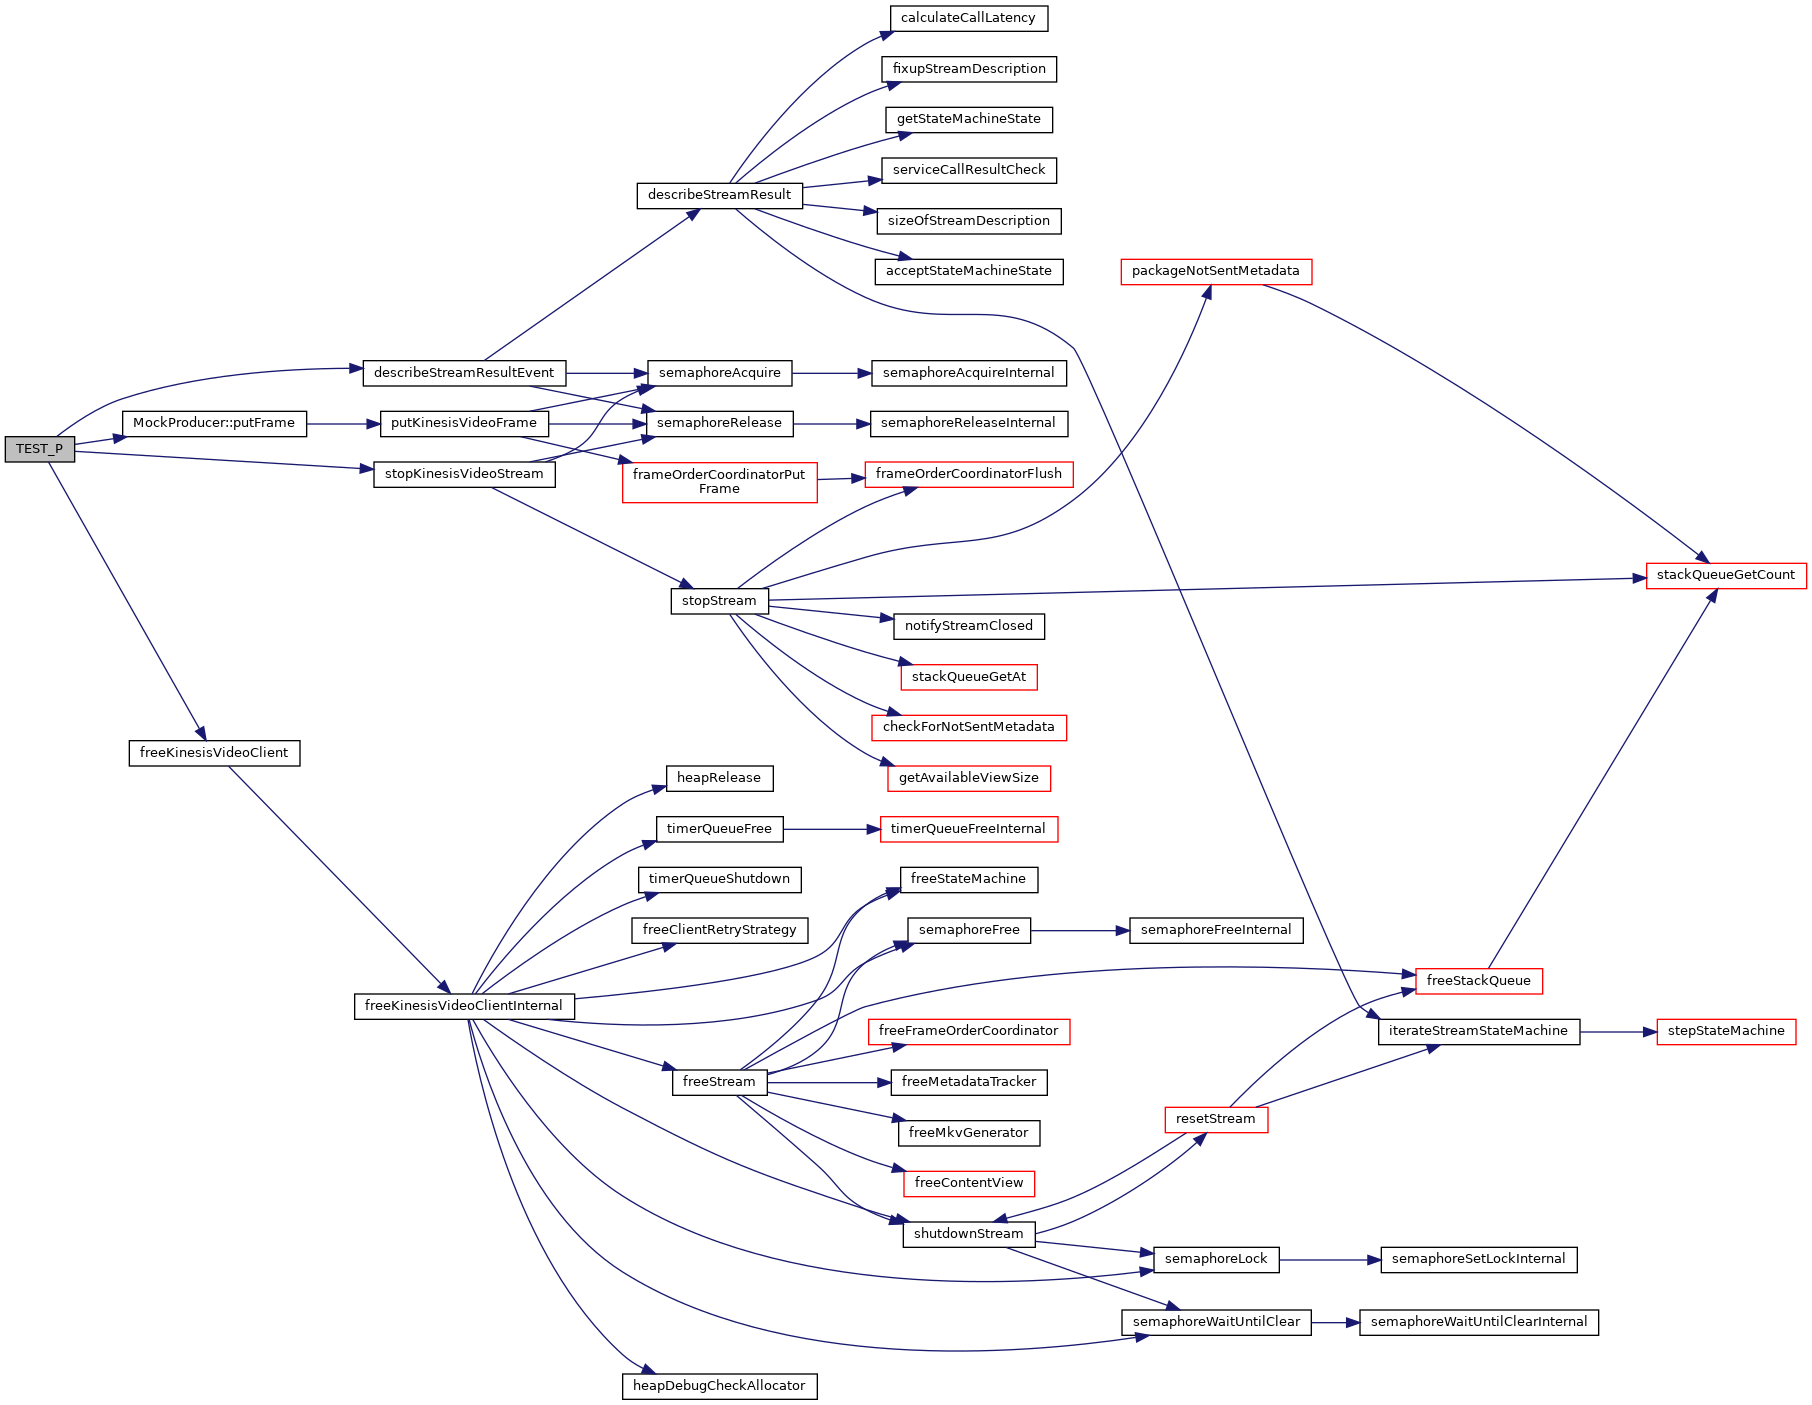 calculateCallLatency
fixupStreamDescription
getStateMachineState
serviceCallResultCheck
describeStreamResult
sizeOfStreamDescription
acceptStateMachineState
packageNotSentMetadata
describeStreamResultEvent
semaphoreAcquire
semaphoreAcquireInternal
MockProducer::putFrame
putKinesisVideoFrame
semaphoreRelease
semaphoreReleaseInternal
TEST_P
stopKinesisVideoStream
frameOrderCoordinatorPut
Frame
frameOrderCoordinatorFlush
stackQueueGetCount
stopStream
notifyStreamClosed
stackQueueGetAt
checkForNotSentMetadata
freeKinesisVideoClient
heapRelease
getAvailableViewSize
timerQueueFree
timerQueueFreeInternal
timerQueueShutdown
freeStateMachine
freeClientRetryStrategy
semaphoreFree
semaphoreFreeInternal
freeStackQueue
freeKinesisVideoClientInternal
freeFrameOrderCoordinator
iterateStreamStateMachine
stepStateMachine
freeStream
freeMetadataTracker
resetStream
freeMkvGenerator
freeContentView
shutdownStream
semaphoreLock
semaphoreSetLockInternal
semaphoreWaitUntilClear
semaphoreWaitUntilClearInternal
heapDebugCheckAllocator